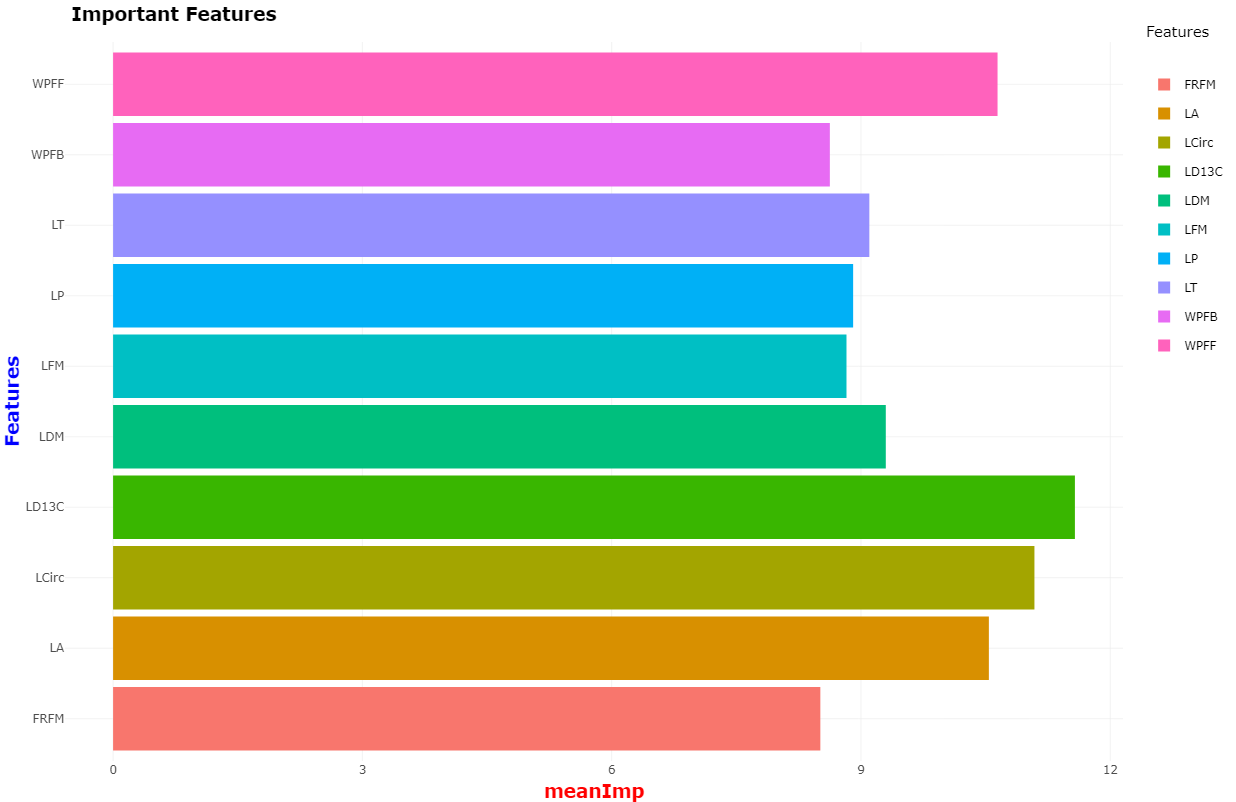 Important Features
Features
WPFF
WPFB
LT
LP
LFM
LDM
LD13C
LCirc
LA
FRFM
0 3 6 9 12
meanImp
Features
FRFM
LA
LCirc
LD13C
LDM
LFM
LP
LT
WPFB
WPFF